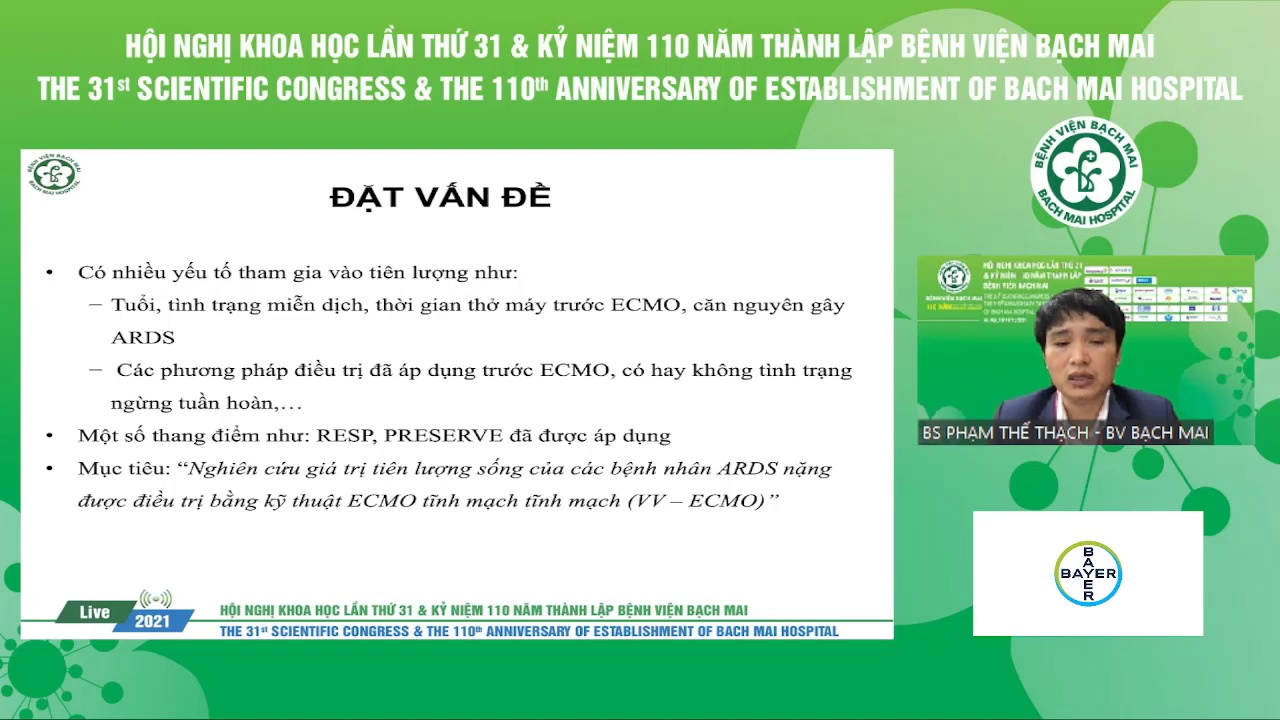 HỘI NGHỊ KHOA HỌC LẦN THỨ 31 & KỶ NIỆM 110 NĂM THÀNH LẬP BỆNH VIỆN BẠCH MAI
THE 31st SCIENTIFIC CONGRESS & THE 110th ANNIVERSARY OF ESTABLISHMENT OF BACH MAI HOSPITAL
BỆNH VIỆN BẠCH MAI
BACH MAI HOSPITAL
ĐẶT VẤN ĐỀ
• Có nhiều yếu tố tham gia vào tiên lượng như:
– Tuổi, tình trạng miễn dịch, thời gian thở máy trước ECMO, căn nguyên gây
ARDS
– Các phương pháp điều trị đã áp dụng trước ECMO, có hay không tình trạng
ngừng tuần hoàn,…
• Một số thang điểm như: RESP, PRESERVE đã được áp dụng
• Mục tiêu: “Nghiên cứu giá trị tiên lượng sống của các bệnh nhân ARDS nặng
được điều trị bằng kỹ thuật ECMO tĩnh mạch tĩnh mạch (VV – ECMO)”
Live
2021
HỘI NGHỊ KHOA HỌC LẦN THỨ 31 & KỶ NIỆM 110 NĂM THÀNH LẬP BỆNH VIỆN BẠCH MAI
THE 31st SCIENTIFIC CONGRESS & THE 110th ANNIVERSARY OF ESTABLISHMENT OF BACH MAI HOSPITAL
BỆNH VIỆN BẠCH MAI
BACH MAI HOSPITAL
BS PHẠM THẾ THẠCH - BV BẠCH MAI
BAYER
BAYER